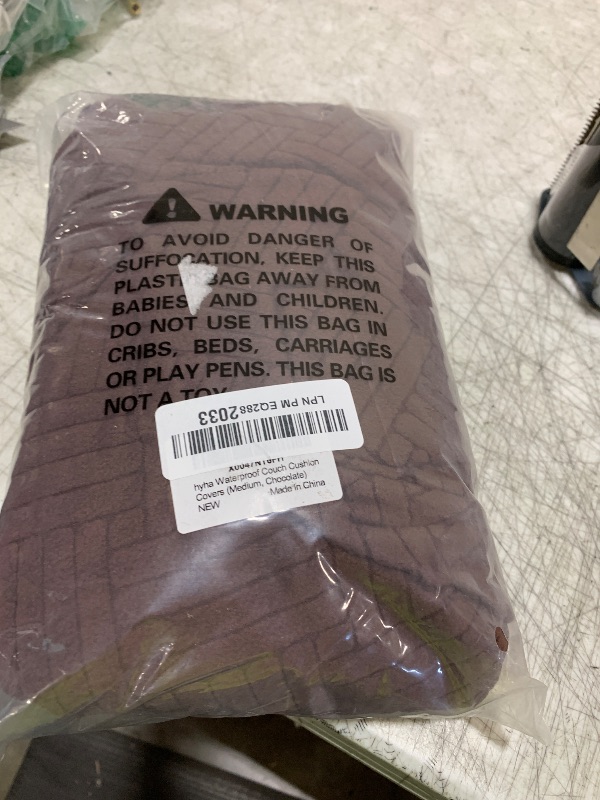 WARNING
TO AVOID DANGER OF
SUFFOCATION, KEEP THIS
PLASTIC BAG AWAY FROM
BABIES AND CHILDREN.
DO NOT USE THIS BAG IN
CRIBS, BEDS, CARRIAGES
OR PLAY PENS. THIS BAG IS
NOT A TOY
LPN PM EQ2882033
hyha Waterproof Couch Cushion
Covers (Medium, Chocolate)
NEW Made in China